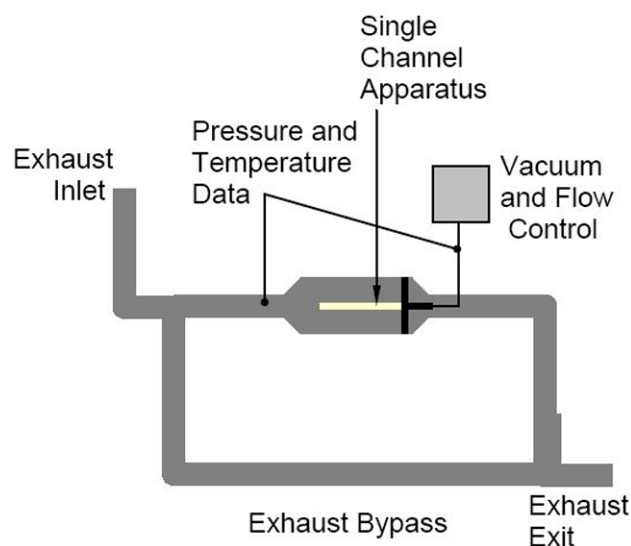 Single
Channel
Apparatus
Pressure and
Temperature
Data
Exhaust
Inlet
Vacuum
and Flow
Control
Exhaust Bypass
Exhaust
Exit